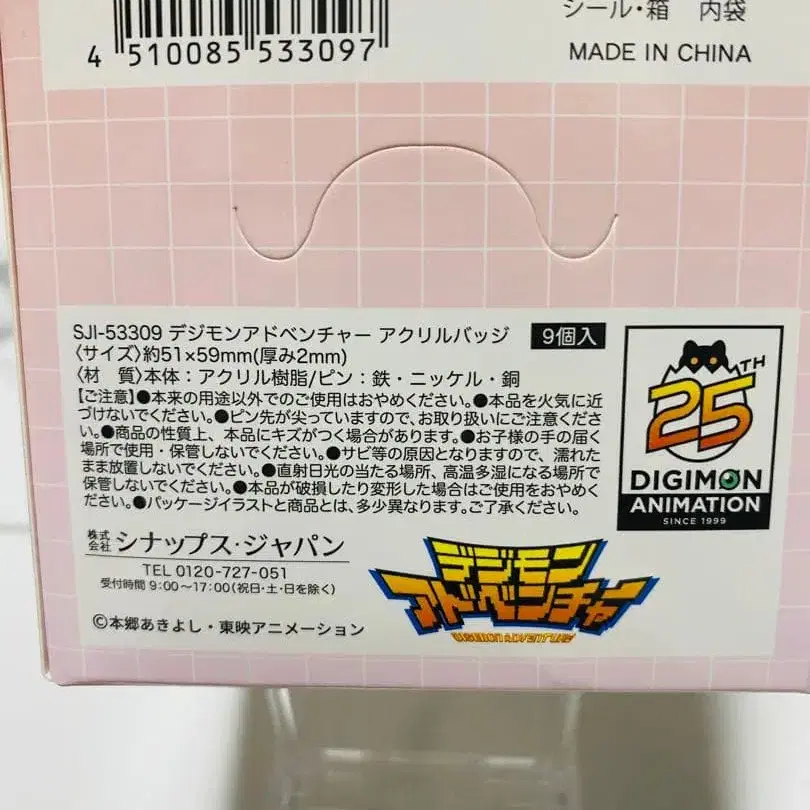 シール・箱 内袋
4 510085 533097
MADE IN CHINA
SJI-53309 デジモンアドベンチャー アクリルバッジ 9個入
〈サイズ〉約51×59mm(厚み2mm)
〈材 質〉本体：アクリル樹脂/ピン：鉄・ニッケル・銅
【ご注意】●本来の用途以外でのご使用はおやめください。●本品を火気に近
づけないでください。●ピン先が尖っていますので、お取り扱いにご注意くださ
い。●商品の性質上、本品にキズがつく場合があります。●お子様の手の届く
場所で使用・保管しないでください。●サビ等の原因となりますので、濡れた
まま放置しないでください。●直射日光の当たる場所、高温多湿になる場所で
保管しないでください。●本品が破損したり変形した場合はご使用をおやめく
ださい。●パッケージイラストと商品とは、多少異なります。ご了承ください。
25TH
DIGIMON
ANIMATION
SINCE 1999
株式会社 シナップス・ジャパン
TEL 0120-727-051
受付時間 9:00〜17:00(祝日・土・日を除く)
©本郷あきよし・東映アニメーション
デジモン
アドベンチャー
DIGIMON ADVENTURE